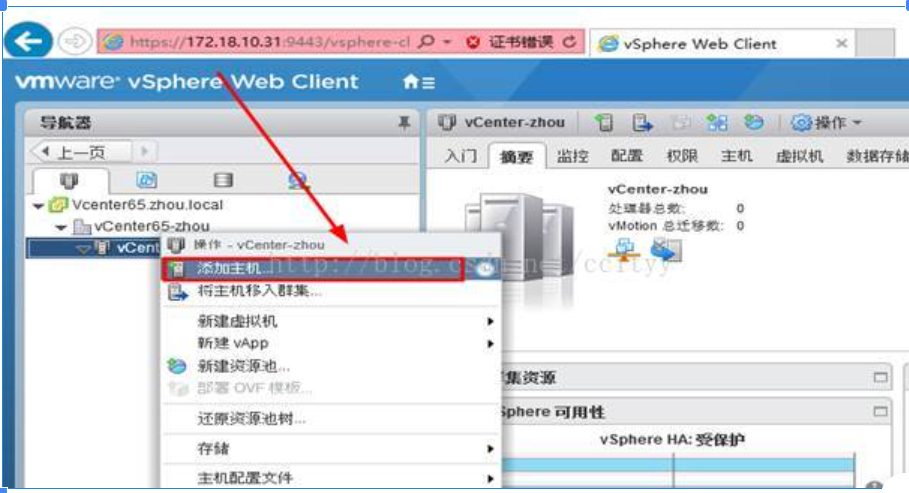 https://172.18.10.31:9443/vsphere-cl 证书错误 vSphere Web Client
vmware® vSphere Web Client
导航器
上一页
Vcenter65.zhou.local
vCenter65-zhou
vCent
操作 - vCenter-zhou
添加主机...
将主机移入群集...
新建虚拟机
新建 vApp
新建资源池...
部署 OVF 模板...
还原资源池树...
存储
主机配置文件
vCenter-zhou 操作
入门 摘要 监控 配置 权限 主机 虚拟机 数据存储
vCenter-zhou
处理器总数: 0
vMotion 总迁移数: 0
集资源
Sphere 可用性
vSphere HA: 受保护